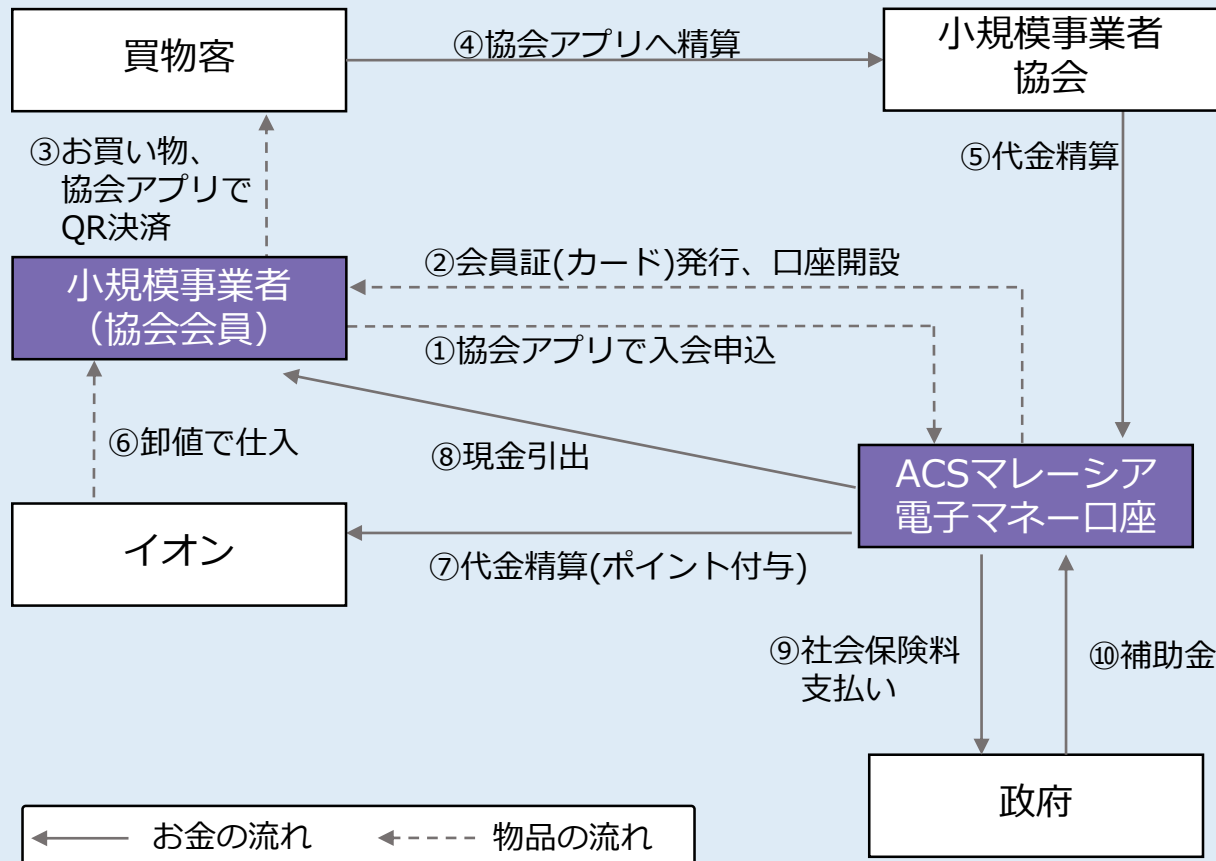 買物客
④協会アプリへ精算
小規模事業者
協会
③お買い物、
協会アプリで
QR決済
⑤代金精算
②会員証(カード)発行、口座開設
小規模事業者
（協会会員）
①協会アプリで入会申込
⑥卸値で仕入
⑧現金引出
ACSマレーシア
電子マネー口座
イオン
⑦代金精算(ポイント付与)
⑨社会保険料
支払い
⑩補助金
政府
お金の流れ
物品の流れ